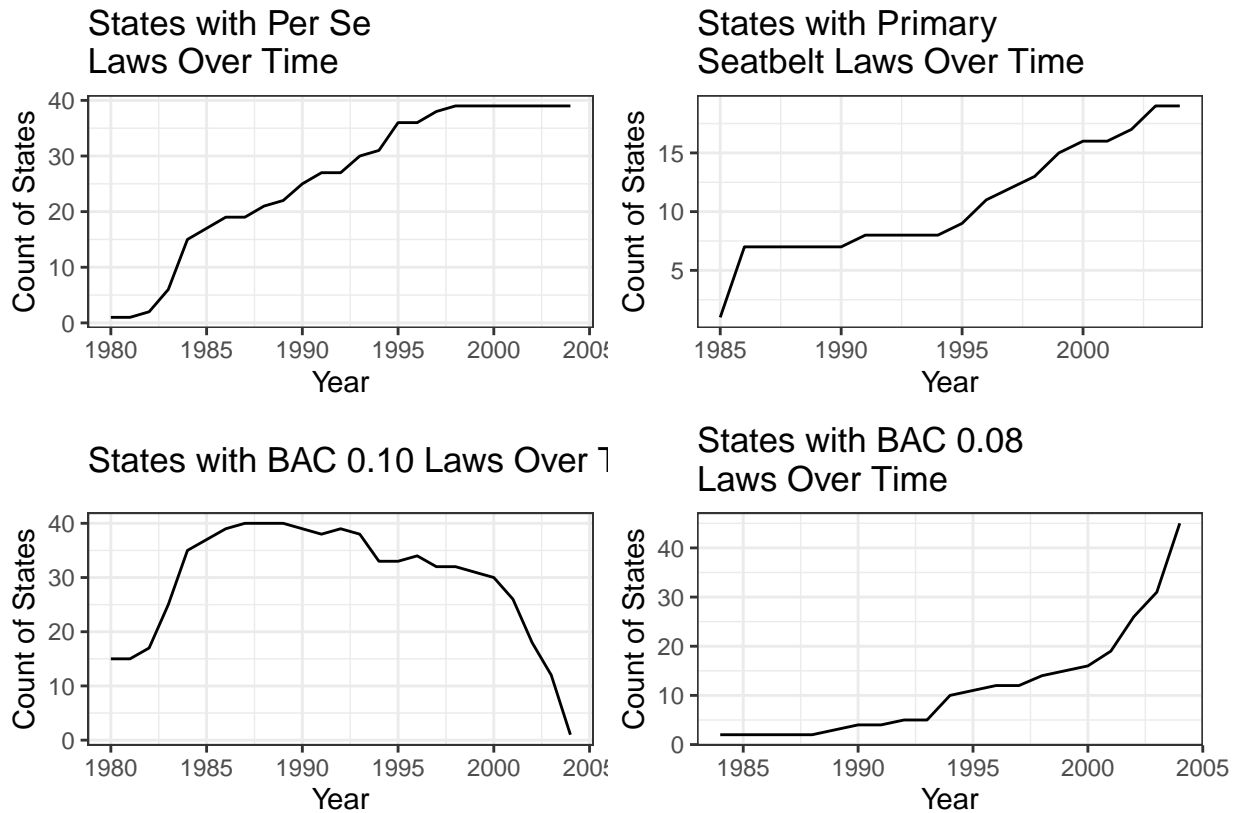 States with Per Se
Laws Over Time
Count of States
40
30
20
10
0
1980 1985 1990 1995 2000 2005
Year
States with Primary
Seatbelt Laws Over Time
Count of States
15
10
5
1985 1990 1995 2000
Year
States with BAC 0.10 Laws Over
Count of States
40
30
20
10
0
1980 1985 1990 1995 2000 2005
Year
States with BAC 0.08
Laws Over Time
Count of States
40
30
20
10
0
1985 1990 1995 2000 2005
Year